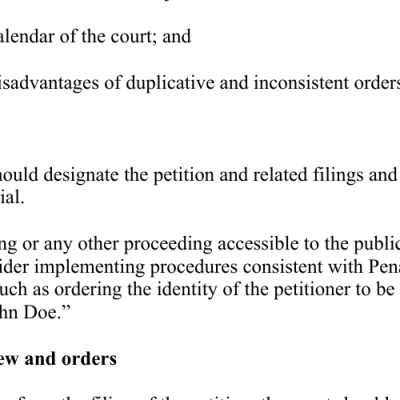 alendar of the court; and
isadvantages of duplicative and inconsistent orders
ould designate the petition and related filings and
ial.
ng or any other proceeding accessible to the public
ider implementing procedures consistent with Pena
uch as ordering the identity of the petitioner to be
hn Doe.”
ew and orders